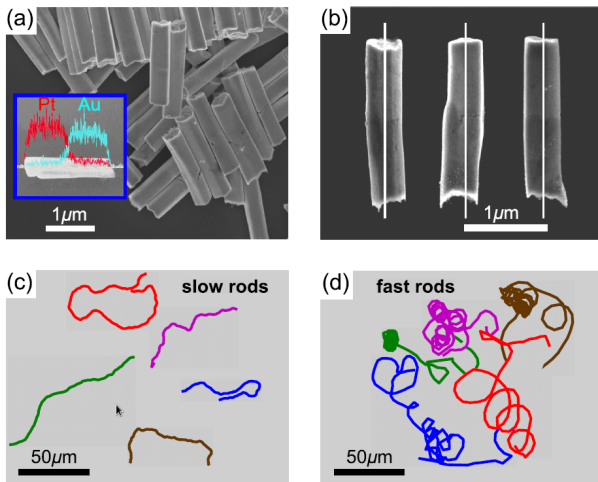 (a)
Pt Au
1μm
(b)
1μm
(c)
slow rods
50μm
(d)
fast rods
50μm